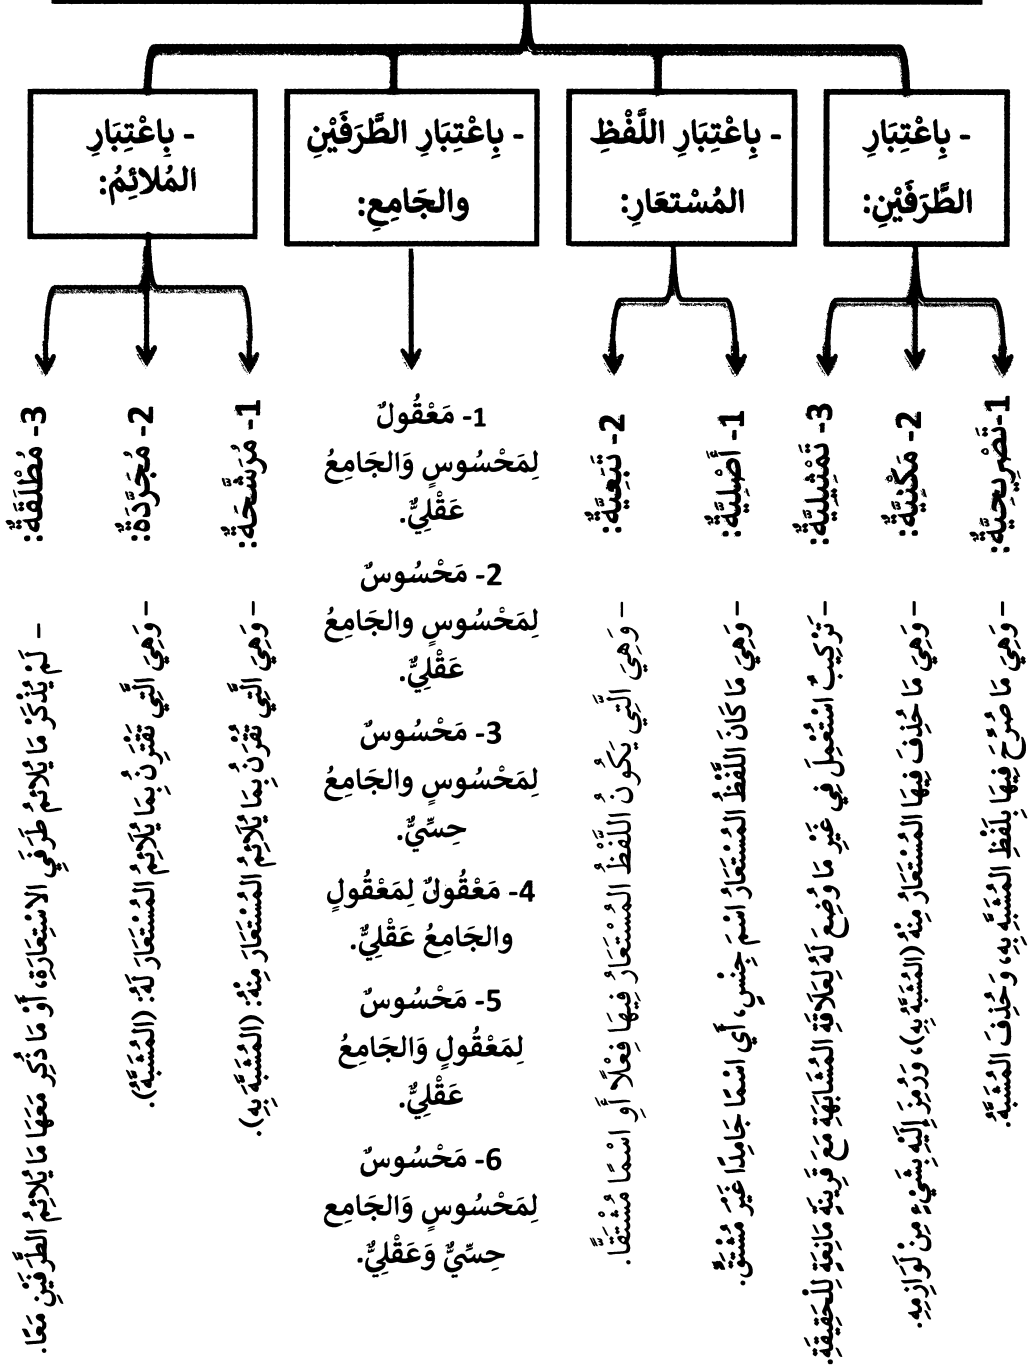 - بِاعْتِبَارِ
الطَّرَفَيْنِ:
- بِاعْتِبَارِ اللَّفْظِ
المُسْتعَارِ:
- بِاعْتِبَارِ الطَّرَفَيْنِ
والجَامِعِ:
- بِاعْتِبَارِ
المُلائِمُ:
1-تَصْرِيحِيَّةٌ:
– وَهِيَ مَا صُرِّحَ فِيهَا بِلَفْظِ المُشَبَّهِ بِهِ، وَحُذِفَ المُشَبَّهُ.
2- مَكْنِيَّةٌ:
– وَهِيَ مَا حُذِفَ فِيهَا المُسْتَعَارُ مِنْهُ (المُشَبَّهُ بِهِ)، وَرُمِزَ إِلَيْهِ بِشَيْءٍ مِنْ لَوَازِمِهِ.
3- تَمْثِيلِيَّةٌ:
– تَرْكِيبٌ اسْتُعْمِلَ فِي غَيْرِ مَا وُضِعَ لَهُ لِعَلَاقَةِ المُشَابَهَةِ مَعَ قَرِينَةٍ مَانِعَةٍ لِلْحَقِيقَةِ.
1- أَصْلِيَّةٌ:
– وَهِيَ مَا كَانَ اللَّفْظُ المُسْتَعَارُ اسْمَ جِنْسٍ، أَي اسْمًا جَامِدًا غَيْرَ مُشْتَقٍّ.
2- تَبَعِيَّةٌ:
– وَهِيَ الَّتِي يَكُونُ اللَّفْظُ المُسْتَعَارُ فِيهَا فِعْلًا أَوِ اسْمًا مُشْتَقًّا.
1- مَعْقُولٌ
لِمَحْسُوسٍ وَالجَامِعُ
عَقْلِيٌّ.
2- مَحْسُوسٌ
لِمَحْسُوسٍ والجَامِعُ
عَقْلِيٌّ.
3- مَحْسُوسٌ
لِمَحْسُوسٍ والجَامِعُ
حِسِّيٌّ.
4- مَعْقُولٌ لِمَعْقُولٍ
والجَامِعُ عَقْلِيٌّ.
5- مَحْسُوسٌ
لِمَعْقُولٍ وَالجَامِعُ
عَقْلِيٌّ.
6- مَحْسُوسٌ
لِمَحْسُوسٍ وَالجَامِع
حِسِّيٌّ وَعَقْلِيٌّ.
1- مُرَشَّحَةٌ:
– وَهِيَ الَّتِي تُقْرَنُ بِمَا يُلَائِمُ المُسْتَعَارَ مِنْهُ: (المُشَبَّهَ بِهِ).
2- مُجَرَّدَةٌ:
– وَهِيَ الَّتِي تَقْتَرِنُ بِمَا يُلَائِمُ المُسْتَعَارَ لَهُ: (المُشَبَّهُ).
3- مُطْلَقَةٌ:
– لَمْ يُذْكَرْ مَا يُلائمُ طَرَفَيِ الاسْتِعَارَةِ، أَوْ مَا ذُكِر مَعَهَا مَا يُلائِمُ الطَّرَفَيْنِ مَعًا.